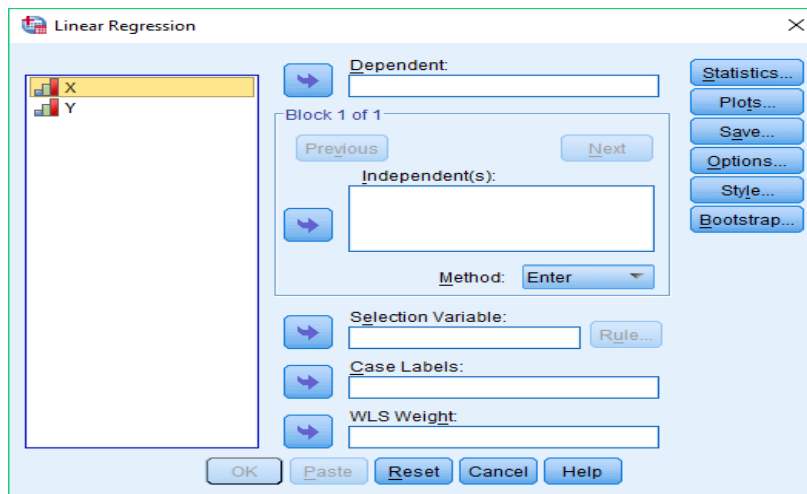 Linear Regression
X
Y
Dependent:
Block 1 of 1
Previous
Next
Independent(s):
Method:
Enter
Selection Variable:
Rule...
Case Labels:
WLS Weight:
Statistics...
Plots...
Save...
Options...
Style...
Bootstrap...
OK
Paste
Reset
Cancel
Help